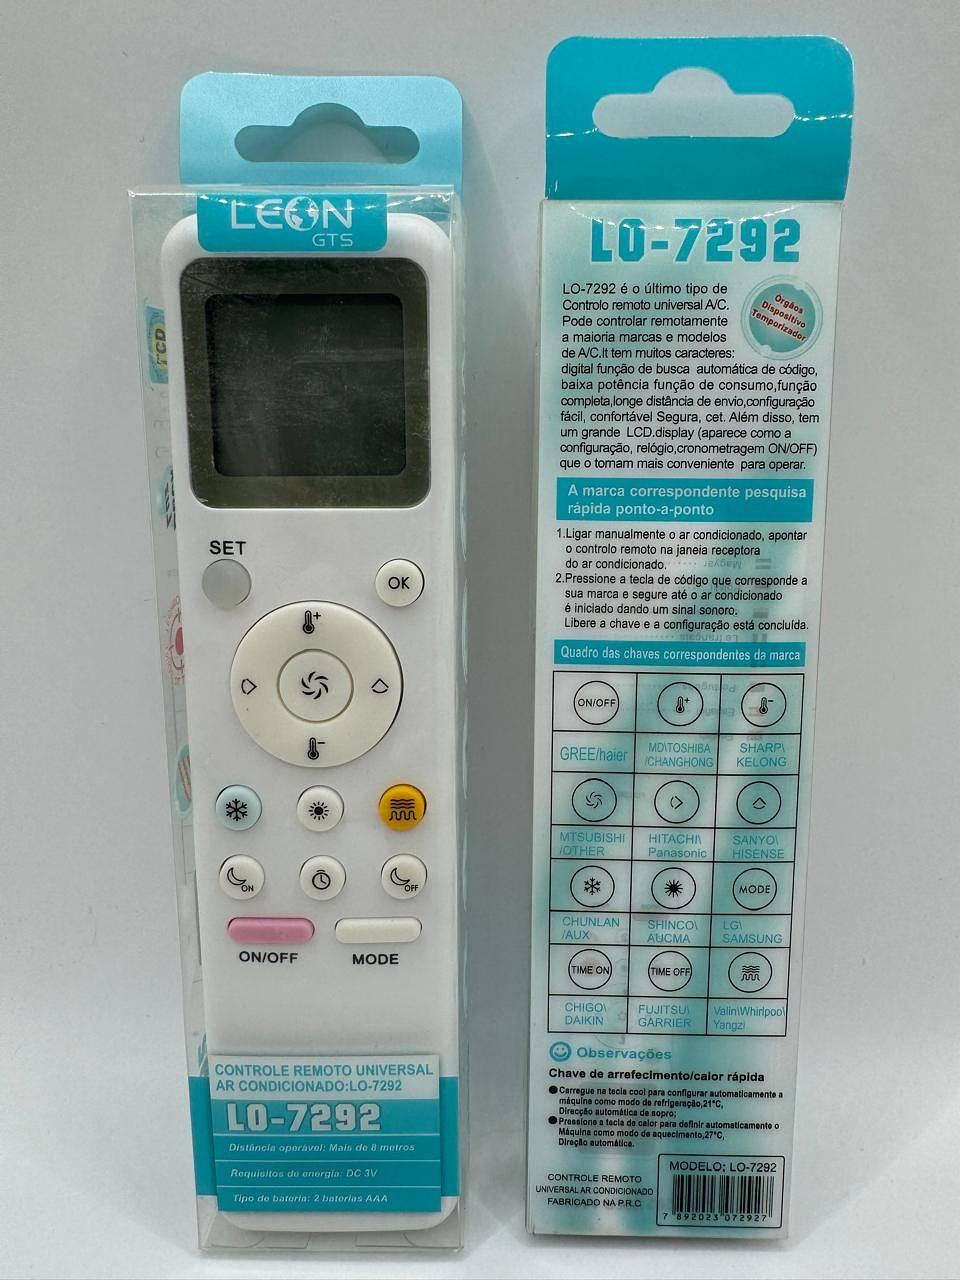 LEON
GTS
LCD
SET
OK
ON
OFF
ON/OFF
MODE
CONTROLE REMOTO UNIVERSAL
AR CONDICIONADO:LO-7292
LO-7292
Distância operável: Mais de 8 metros
Requisitos de energia: DC 3V
Tipo de bateria: 2 baterias AAA
LO-7292
LO-7292 é o último tipo de
Controlo remoto universal A/C.
Pode controlar remotamente
a maioria marcas e modelos
de A/C.It tem muitos caracteres:
digital função de busca automática de código,
baixa potência função de consumo,função
completa,longe distância de envio,configuração
fácil, confortável Segura, cet. Além disso, tem
um grande LCD.display (aparece como a
configuração, relógio,cronometragem ON/OFF)
que o tornam mais conveniente para operar.
Órgãos
Dispositivo
Temporizador
A marca correspondente pesquisa
rápida ponto-a-ponto
1.Ligar manualmente o ar condicionado, apontar
o controlo remoto na janeia receptora
do ar condicionado.
2.Pressione a tecla de código que corresponde a
sua marca e segure até o ar condicionado
é iniciado dando um sinal sonoro.
Libere a chave e a configuração está concluída.
Quadro das chaves correspondentes da marca
ON/OFF
GREE/haier
MD\TOSHIBA
/CHANGHONG
SHARP\
KELONG
MTSUBISHI
/OTHER
HITACHI\
Panasonic
SANYO\
HISENSE
MODE
CHUNLAN
/AUX
SHINCO\
AUCMA
LG\
SAMSUNG
TIME ON
TIME OFF
CHIGO\
DAIKIN
FUJITSU\
GARRIER
Valin\Whirlpool\
Yangzi
Observações
Chave de arrefecimento/calor rápida
Carregue na tecla cool para configurar automaticamente a
máquina como modo de refrigeração,21°C,
Direcção automática de sopro;
Pressione a tecla de calor para definir automaticamente o
Máquina como modo de aquecimento,27°C,
Direção automática.
CONTROLE REMOTO
UNIVERSAL AR CONDICIONADO
FABRICADO NA P.R.C
MODELO; LO-7292
7 892023 072927